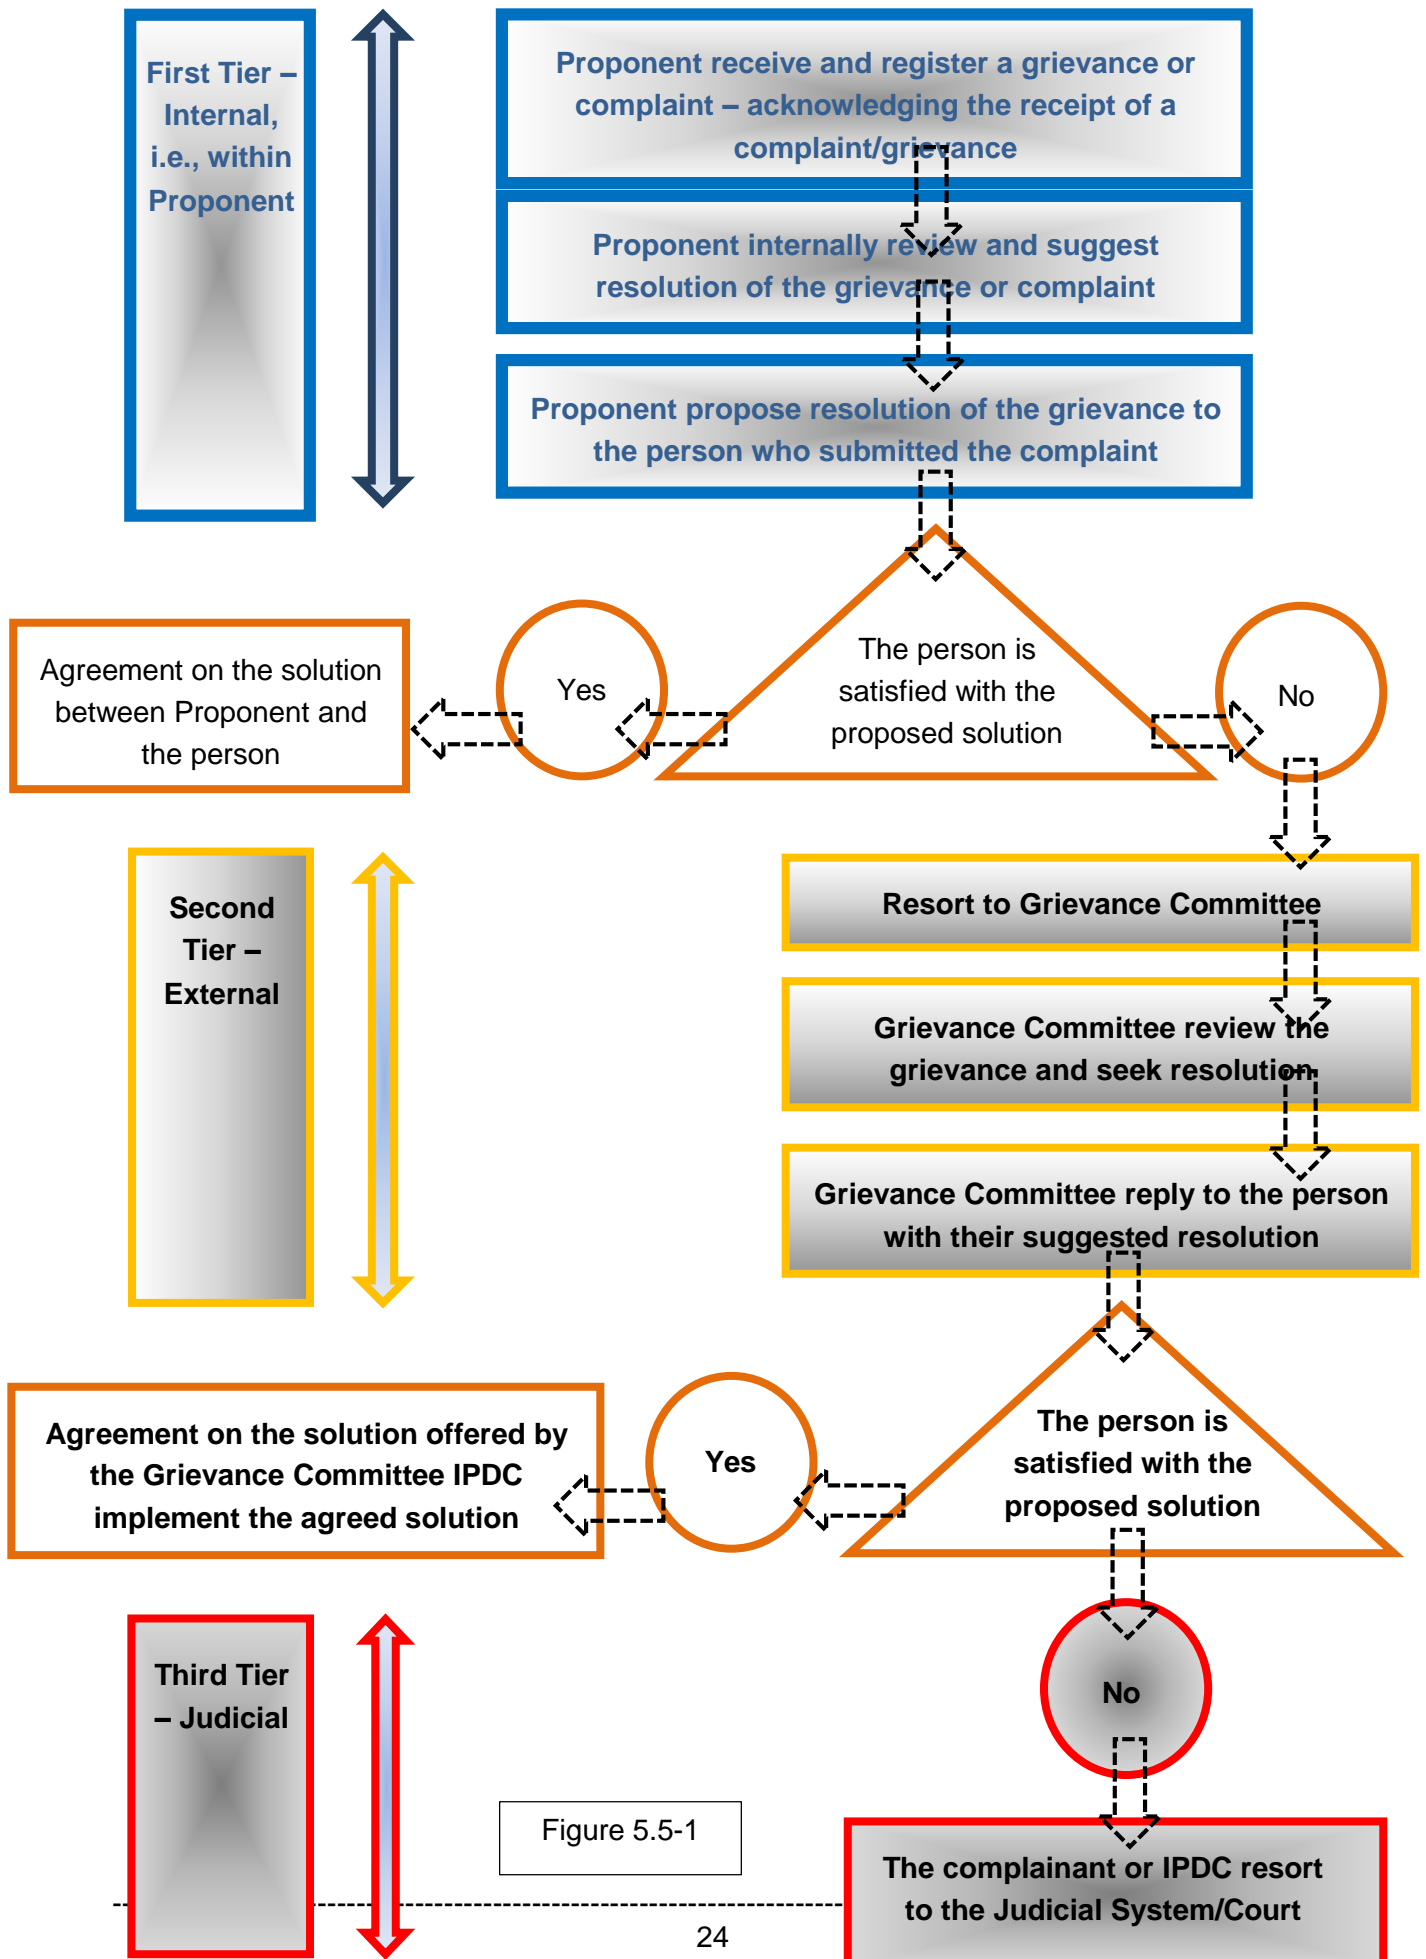 First Tier –
Internal,
i.e., within
Proponent
Proponent receive and register a grievance or
complaint – acknowledging the receipt of a
complaint/grievance
Proponent internally review and suggest
resolution of the grievance or complaint
Proponent propose resolution of the grievance to
the person who submitted the complaint
The person is
satisfied with the
proposed solution
Yes
No
Agreement on the solution
between Proponent and
the person
Second
Tier –
External
Resort to Grievance Committee
Grievance Committee review the
grievance and seek resolution
Grievance Committee reply to the person
with their suggested resolution
The person is
satisfied with the
proposed solution
Yes
Agreement on the solution offered by
the Grievance Committee IPDC
implement the agreed solution
Third Tier
– Judicial
No
Figure 5.5-1
The complainant or IPDC resort
to the Judicial System/Court
24